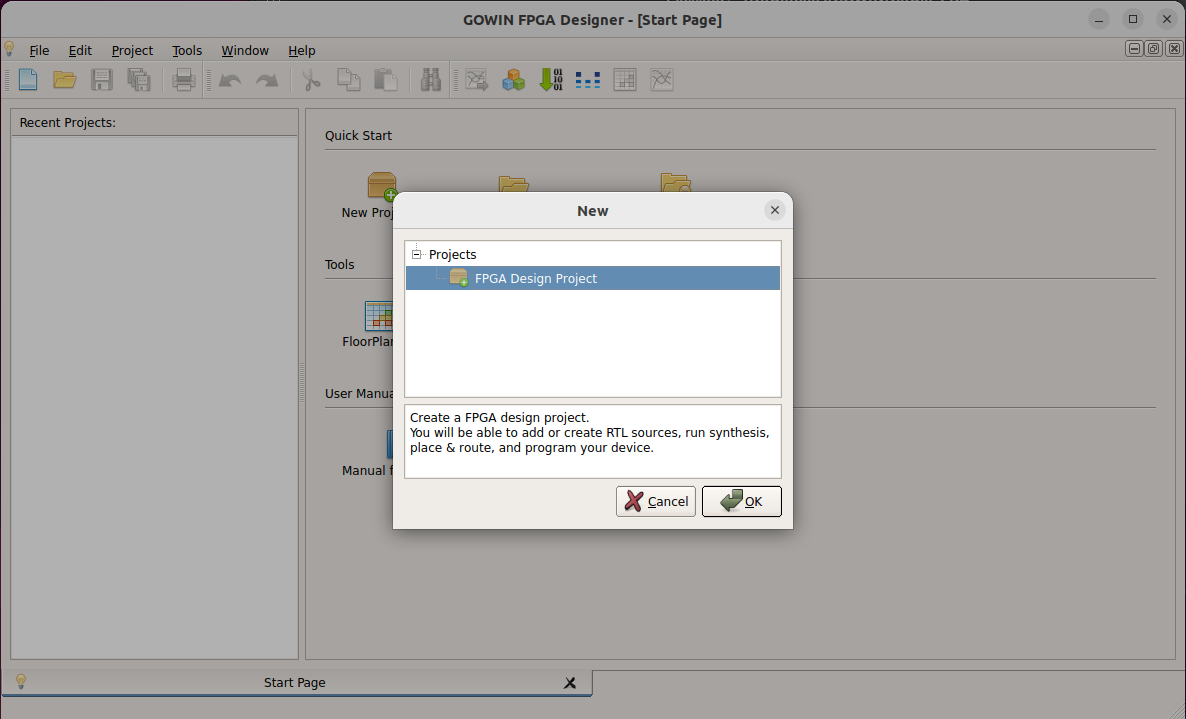 GOWIN FPGA Designer - [Start Page]
File Edit Project Tools Window Help
Recent Projects:
Quick Start
New Proj
Tools
FloorPlan
User Manua
Manual f
New
Projects
FPGA Design Project
Create a FPGA design project.
You will be able to add or create RTL sources, run synthesis,
place & route, and program your device.
Cancel OK
Start Page